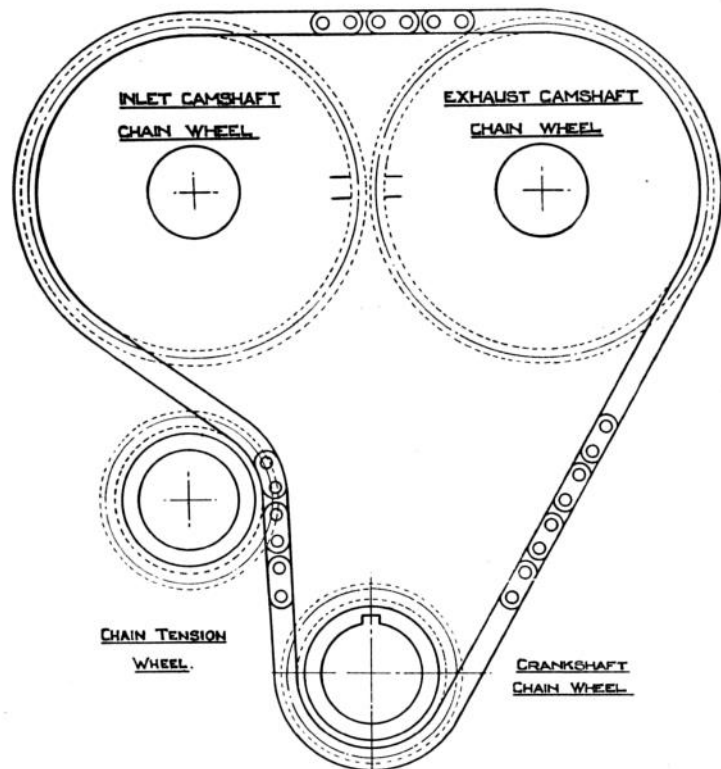 INLET CAMSHAFT
CHAIN WHEEL
EXHAUST CAMSHAFT
CHAIN WHEEL
CHAIN TENSION
WHEEL.
CRANKSHAFT
CHAIN WHEEL